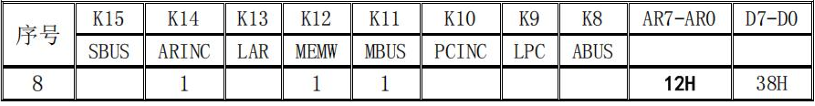 序号 K15 K14 K13 K12 K11 K10 K9 K8 AR7-AR0 D7-D0
SBUS ARINC LAR MEMW MBUS PCINC LPC ABUS
8 1 1 1 12H 38H